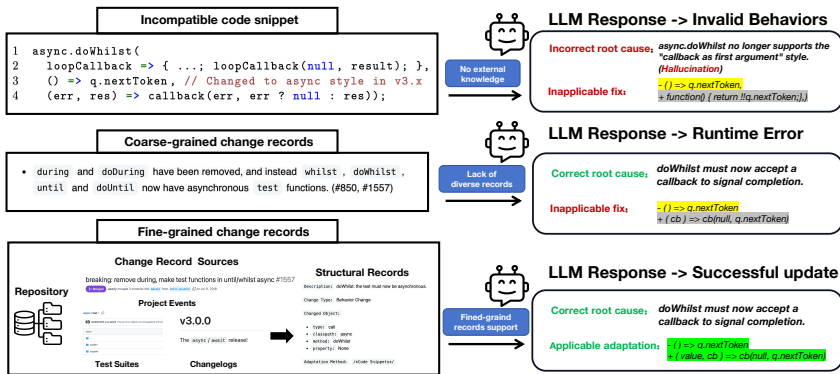 Incompatible code snippet
1 async.doWhilst(
2 loopCallback => { ...; loopCallback(null, result); },
3 () => q.nextToken, // Changed to async style in v3.x
4 (err, res) => callback(err, err ? null : res));
No external
knowledge
LLM Response -> Invalid Behaviors
Incorrect root cause: async.doWhilst no longer supports the
"callback as first argument" style.
(Hallucination)
Inapplicable fix: - ( ) => q.nextToken,
+ function() { return !!q.nextToken;},)
Coarse-grained change records
• during and doDuring have been removed, and instead whilst , doWhilst ,
until and doUntil now have asynchronous test functions. (#850, #1557)
Lack of
diverse records
LLM Response -> Runtime Error
Correct root cause: doWhilst must now accept a
callback to signal completion.
Inapplicable fix: - ( ) => q.nextToken
+ ( cb ) => cb(null, q.nextToken)
Fine-grained change records
Repository
Change Record Sources
breaking: remove during, make test functions in until/whilst async #1557
Merged
Project Events
v3.0.0
The async/await release!
Test Suites
Changelogs
Structural Records
Description: doWhilst: the test must now be asynchronous.
Change Type: Behavior Change
Changed Object:
• type: call
• classpath: async
• method: doWhilst
• property: None
Adaptation Method: /*Code Snippets*/
Fined-graind
records support
LLM Response -> Successful update
Correct root cause: doWhilst must now accept a
callback to signal completion.
Applicable adaptation: - ( ) => q.nextToken
+ ( value, cb ) => cb(null, q.nextToken)